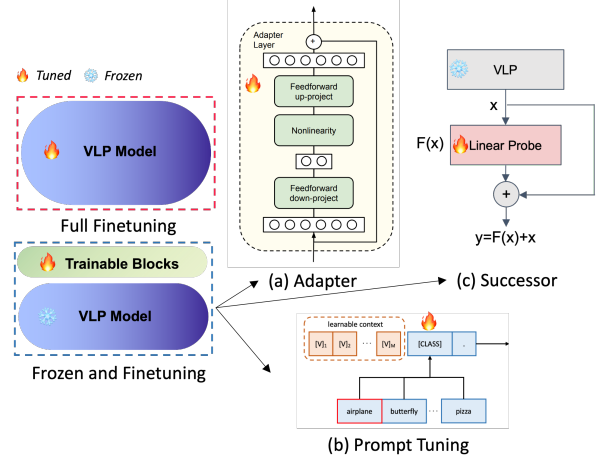 Tuned
Frozen
VLP Model
Full Finetuning
Trainable Blocks
VLP Model
Frozen and Finetuning
Adapter
Layer
+
Feedforward
up-project
Nonlinearity
Feedforward
down-project
(a) Adapter
VLP
x
F(x)
Linear Probe
+
y=F(x)+x
(c) Successor
learnable context
[V]₁ [V]₂ ... [V]M [CLASS] .
airplane butterfly ... pizza
(b) Prompt Tuning